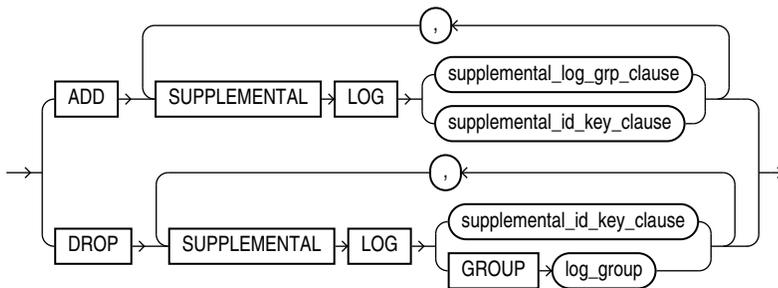 ,
supplemental_log_grp_clause
ADD SUPPLEMENTAL LOG
supplemental_id_key_clause
,
supplemental_id_key_clause
DROP SUPPLEMENTAL LOG
GROUP log_group